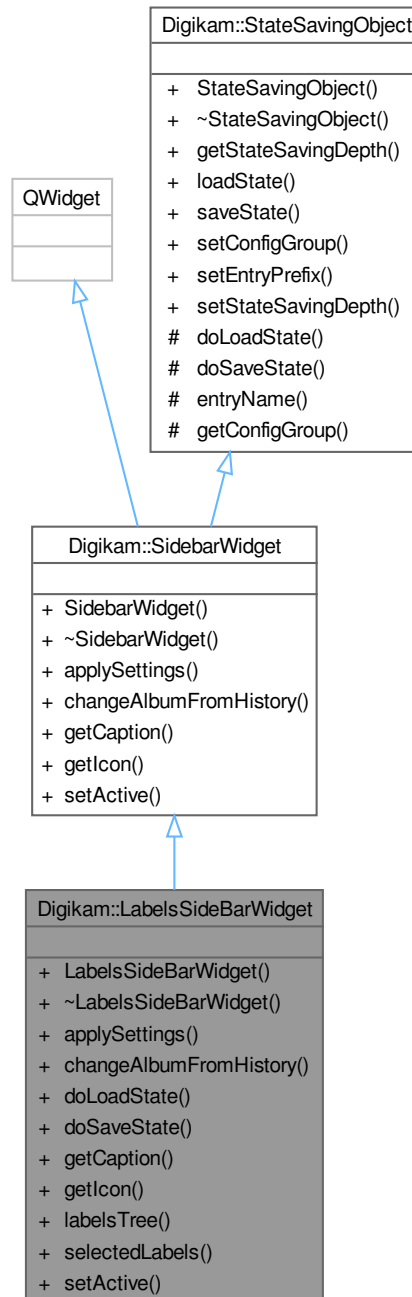 Digikam::StateSavingObject
+ StateSavingObject()
+ ~StateSavingObject()
+ getStateSavingDepth()
+ loadState()
+ saveState()
+ setConfigGroup()
+ setEntryPrefix()
+ setStateSavingDepth()
# doLoadState()
# doSaveState()
# entryName()
# getConfigGroup()
QWidget
Digikam::SidebarWidget
+ SidebarWidget()
+ ~SidebarWidget()
+ applySettings()
+ changeAlbumFromHistory()
+ getCaption()
+ getIcon()
+ setActive()
Digikam::LabelsSideBarWidget
+ LabelsSideBarWidget()
+ ~LabelsSideBarWidget()
+ applySettings()
+ changeAlbumFromHistory()
+ doLoadState()
+ doSaveState()
+ getCaption()
+ getIcon()
+ labelsTree()
+ selectedLabels()
+ setActive()